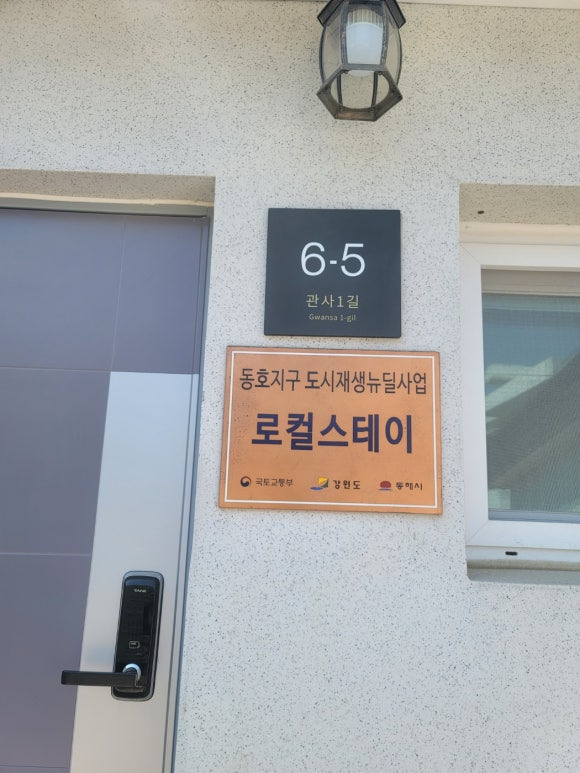 6-5
관사1길
Gwansa 1-gil
동호지구 도시재생뉴딜사업
로컬스테이
국토교통부 강원도 동해시